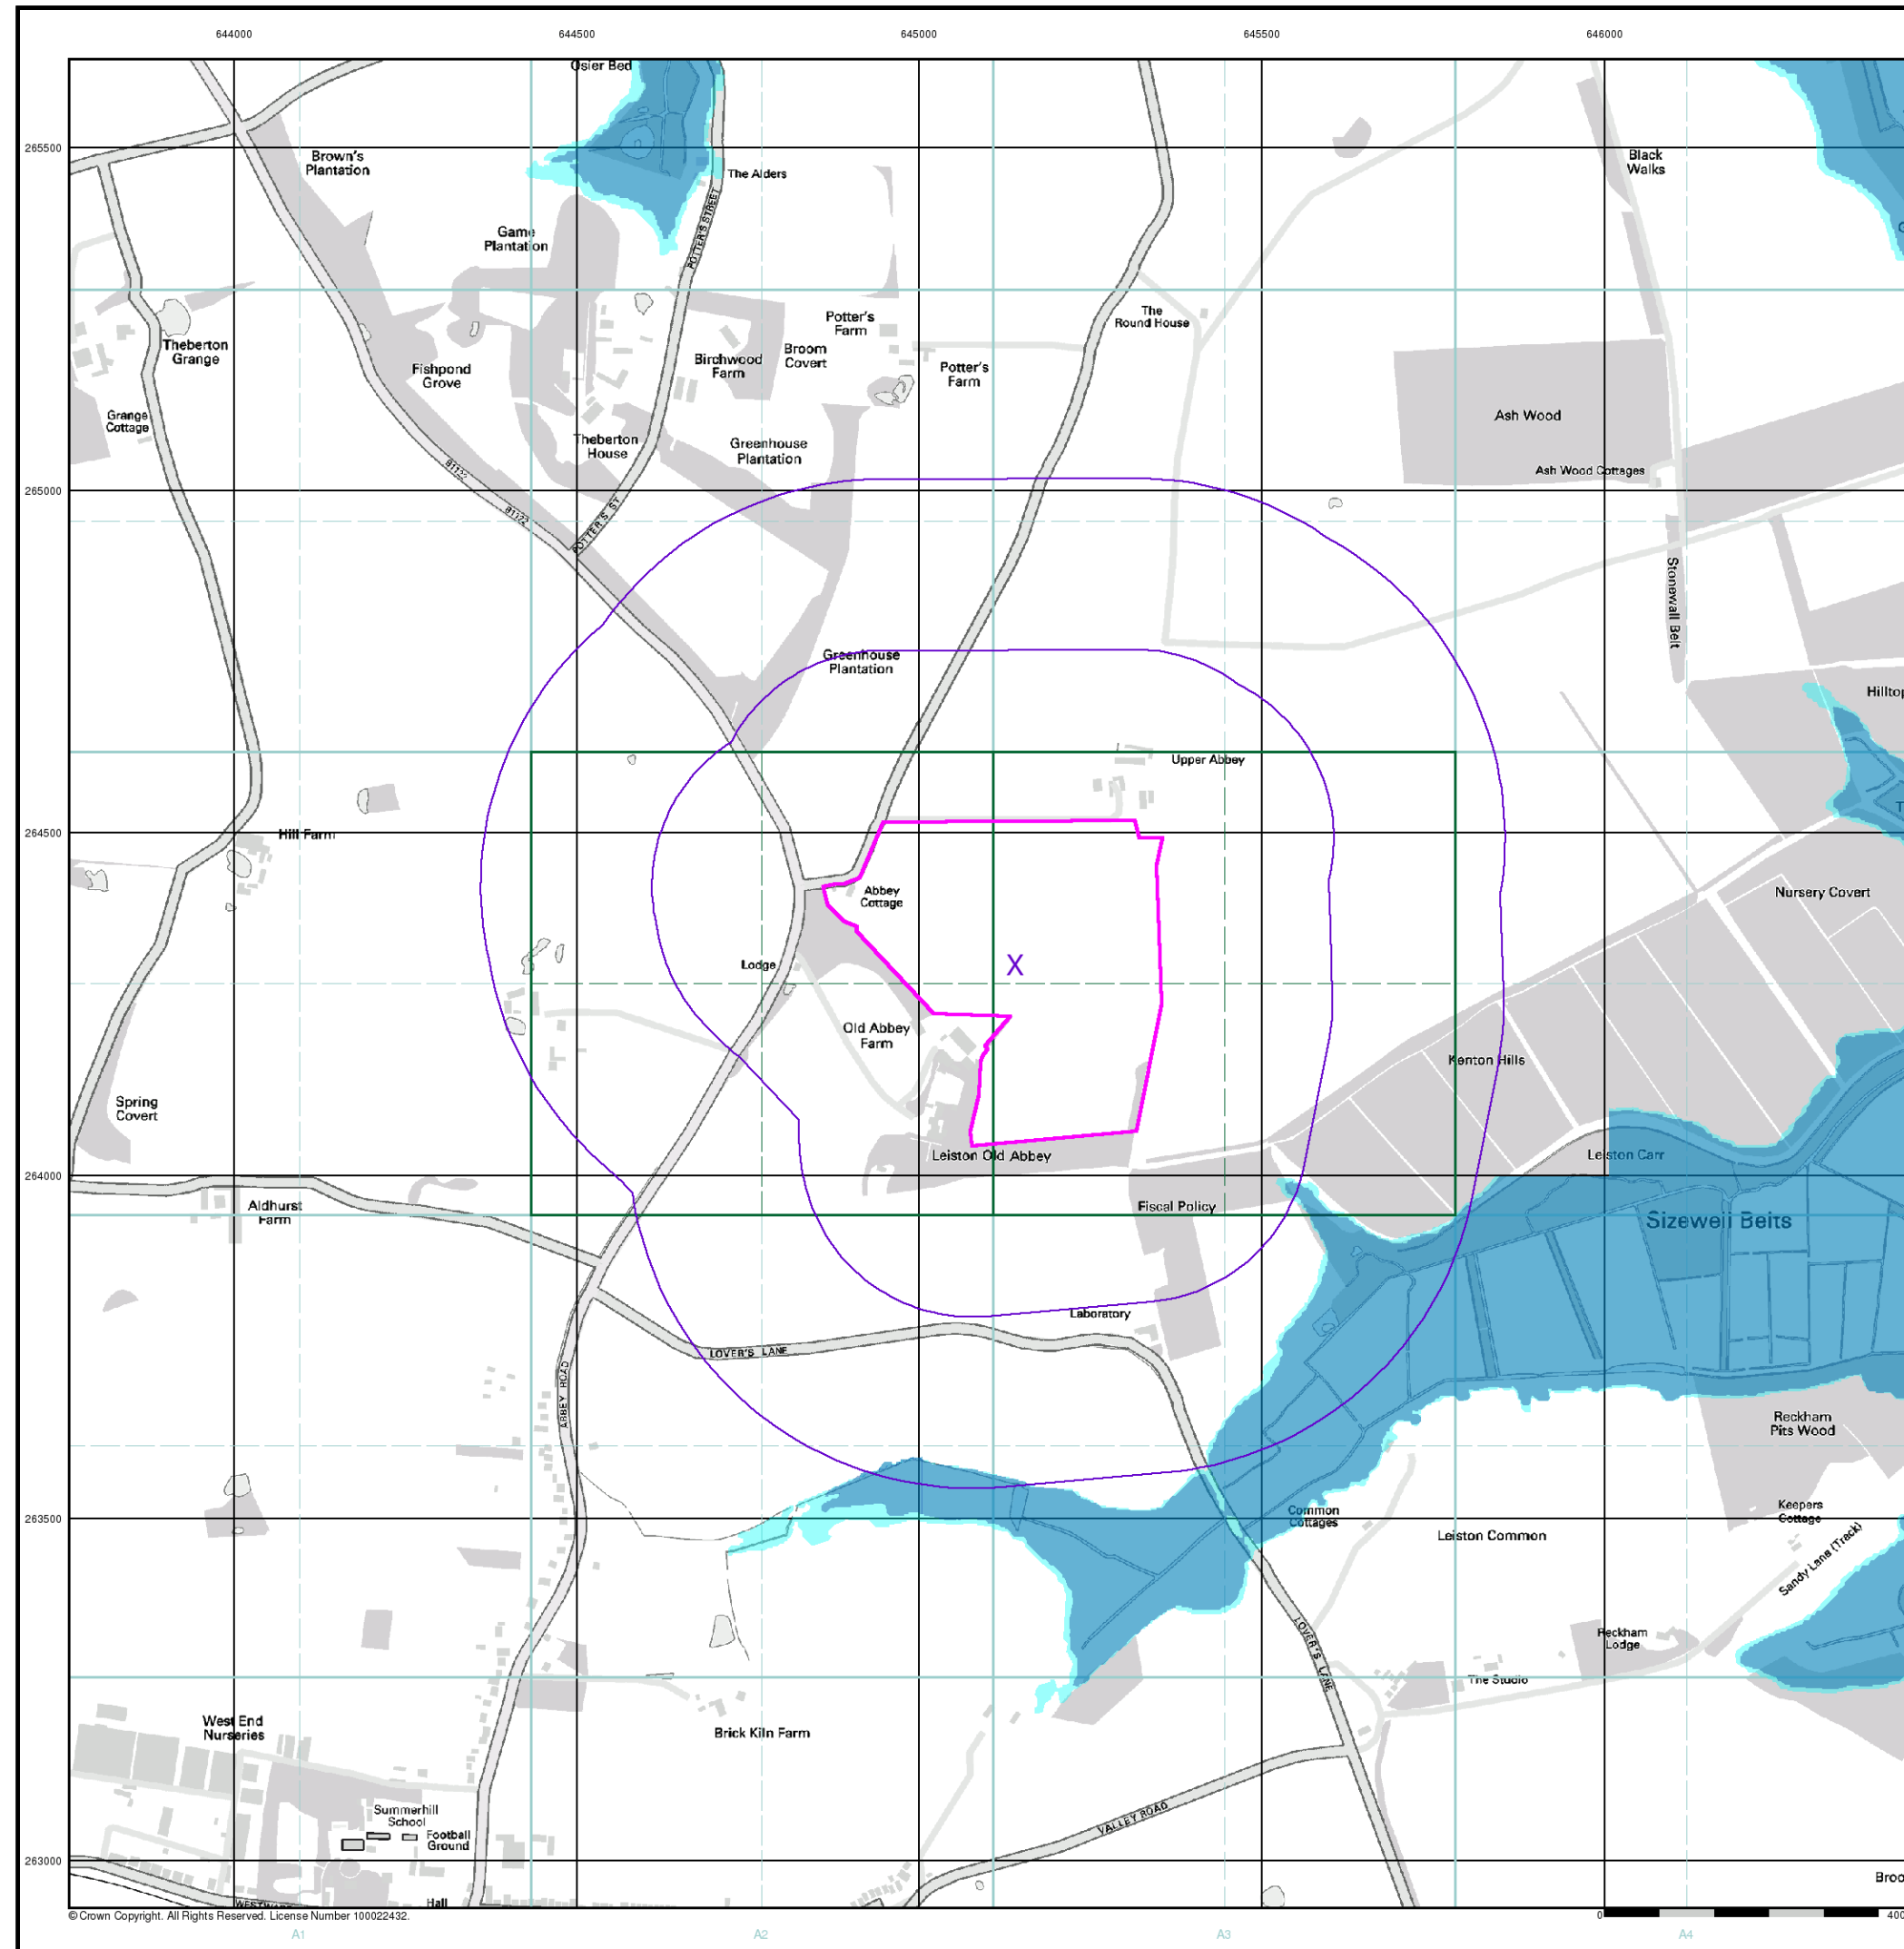 644000 644500 645000 645500 646000
Osier Bed
265500
Brown's
Plantation
Black
Walks
The Alders
POTTER'S STREET
Game
Plantation
Theberton
Grange
Fishpond
Grove
Birchwood
Farm
Broom
Covert
Potter's
Farm
Potter's
Farm
The
Round House
Grange
Cottage
Theberton
House
Greenhouse
Plantation
Ash Wood
Ash Wood Cottages
B1122
265000
B1122
POTTER'S ST
Stonewall Belt
Greenhouse
Plantation
Upper Abbey
264500
Hill Farm
Abbey
Cottage
Nursery Covert
Lodge
X
Old Abbey
Farm
Kenton Hills
Spring
Covert
Leiston Old Abbey
Leiston Carr
264000
Aldhurst
Farm
Fiscal Policy
Sizewell Belts
Laboratory
LOVER'S LANE
ABBEY ROAD
Reckham
Pits Wood
Keepers
Cottage
263500
Common
Cottages
Leiston Common
Sandy Lane (Track)
LOVER'S LANE
Reckham
Lodge
The Studio
West End
Nurseries
Brick Kiln Farm
Summerhill
School
Football
Ground
VALLEY ROAD
263000
Hall
© Crown Copyright. All Rights Reserved. License Number 100022432.
0 400
A1 A2 A3 A4